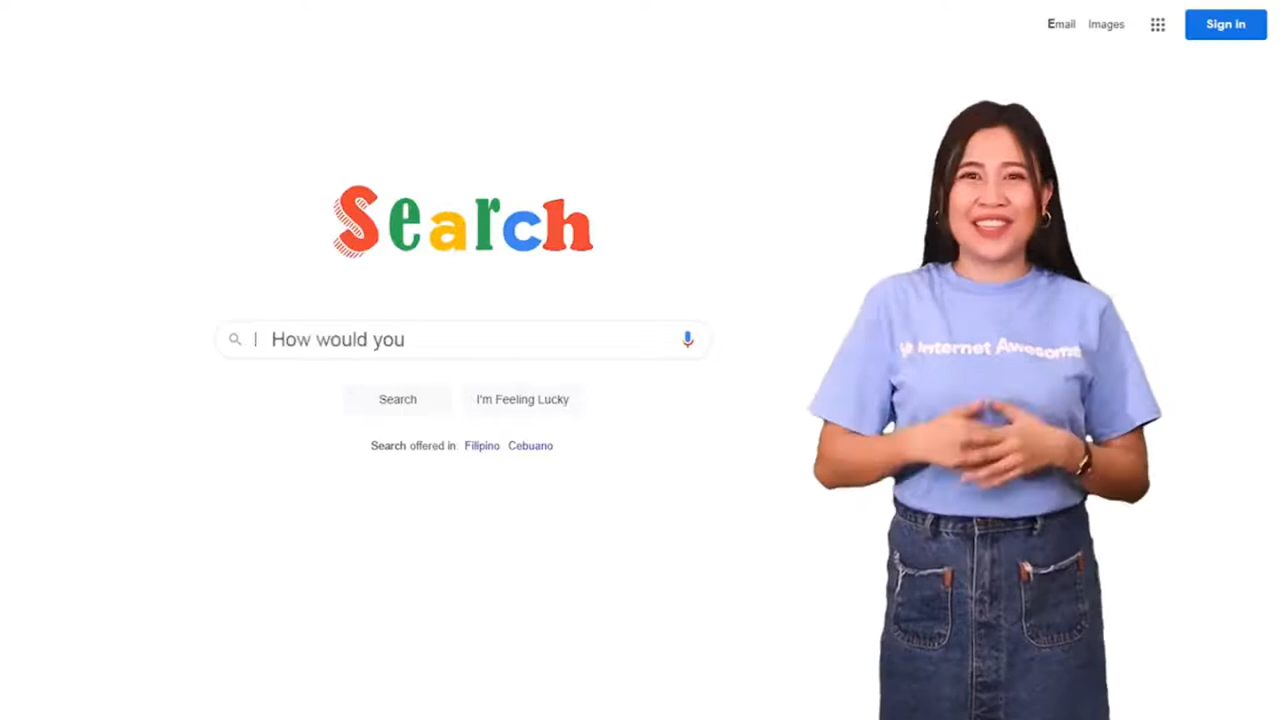 Email Images Sign in
Search
How would you
Search I'm Feeling Lucky
Search offered in: Filipino Cebuano
Internet Awesome